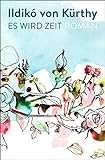 Ildikó von Kürthy
ES WIRD ZEIT ROMAN